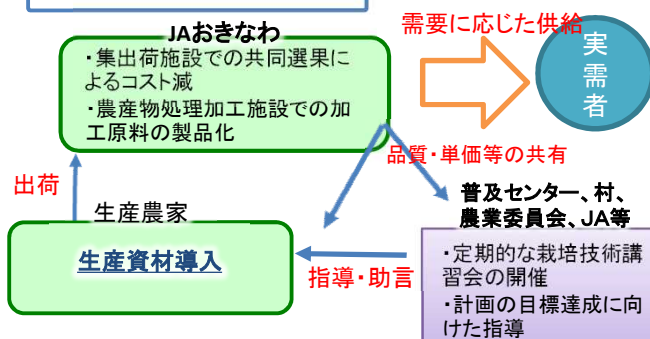 JAおきなわ
・集出荷施設での共同選果に
よるコスト減
・農産物処理加工施設での加
工原料の製品化
需要に応じた供給
実
需
者
品質・単価等の共有
出荷
生産農家
生産資材導入
指導・助言
普及センター、村、
農業委員会、JA等
・定期的な栽培技術講
習会の開催
・計画の目標達成に向
けた指導